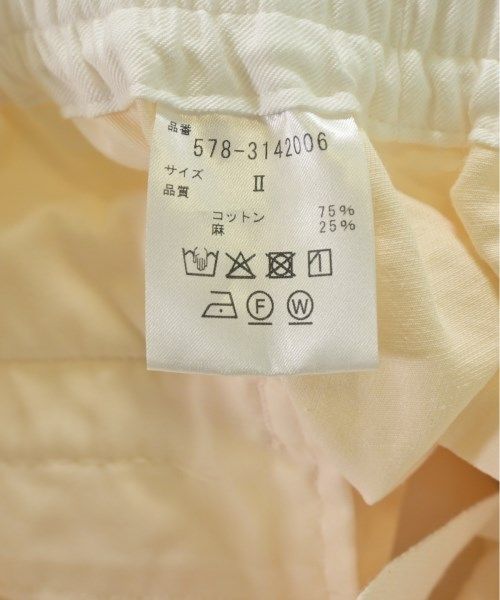 品番
578-3142006
サイズ II
品質
コットン 75%
麻 25%
F W